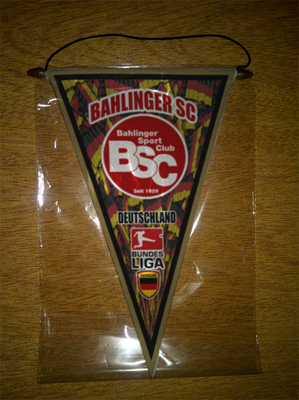 BAHLINGER SC
Bahlinger
Sport
Club
BSC
Seit 1929
DEUTSCHLAND
BUNDES
LIGA